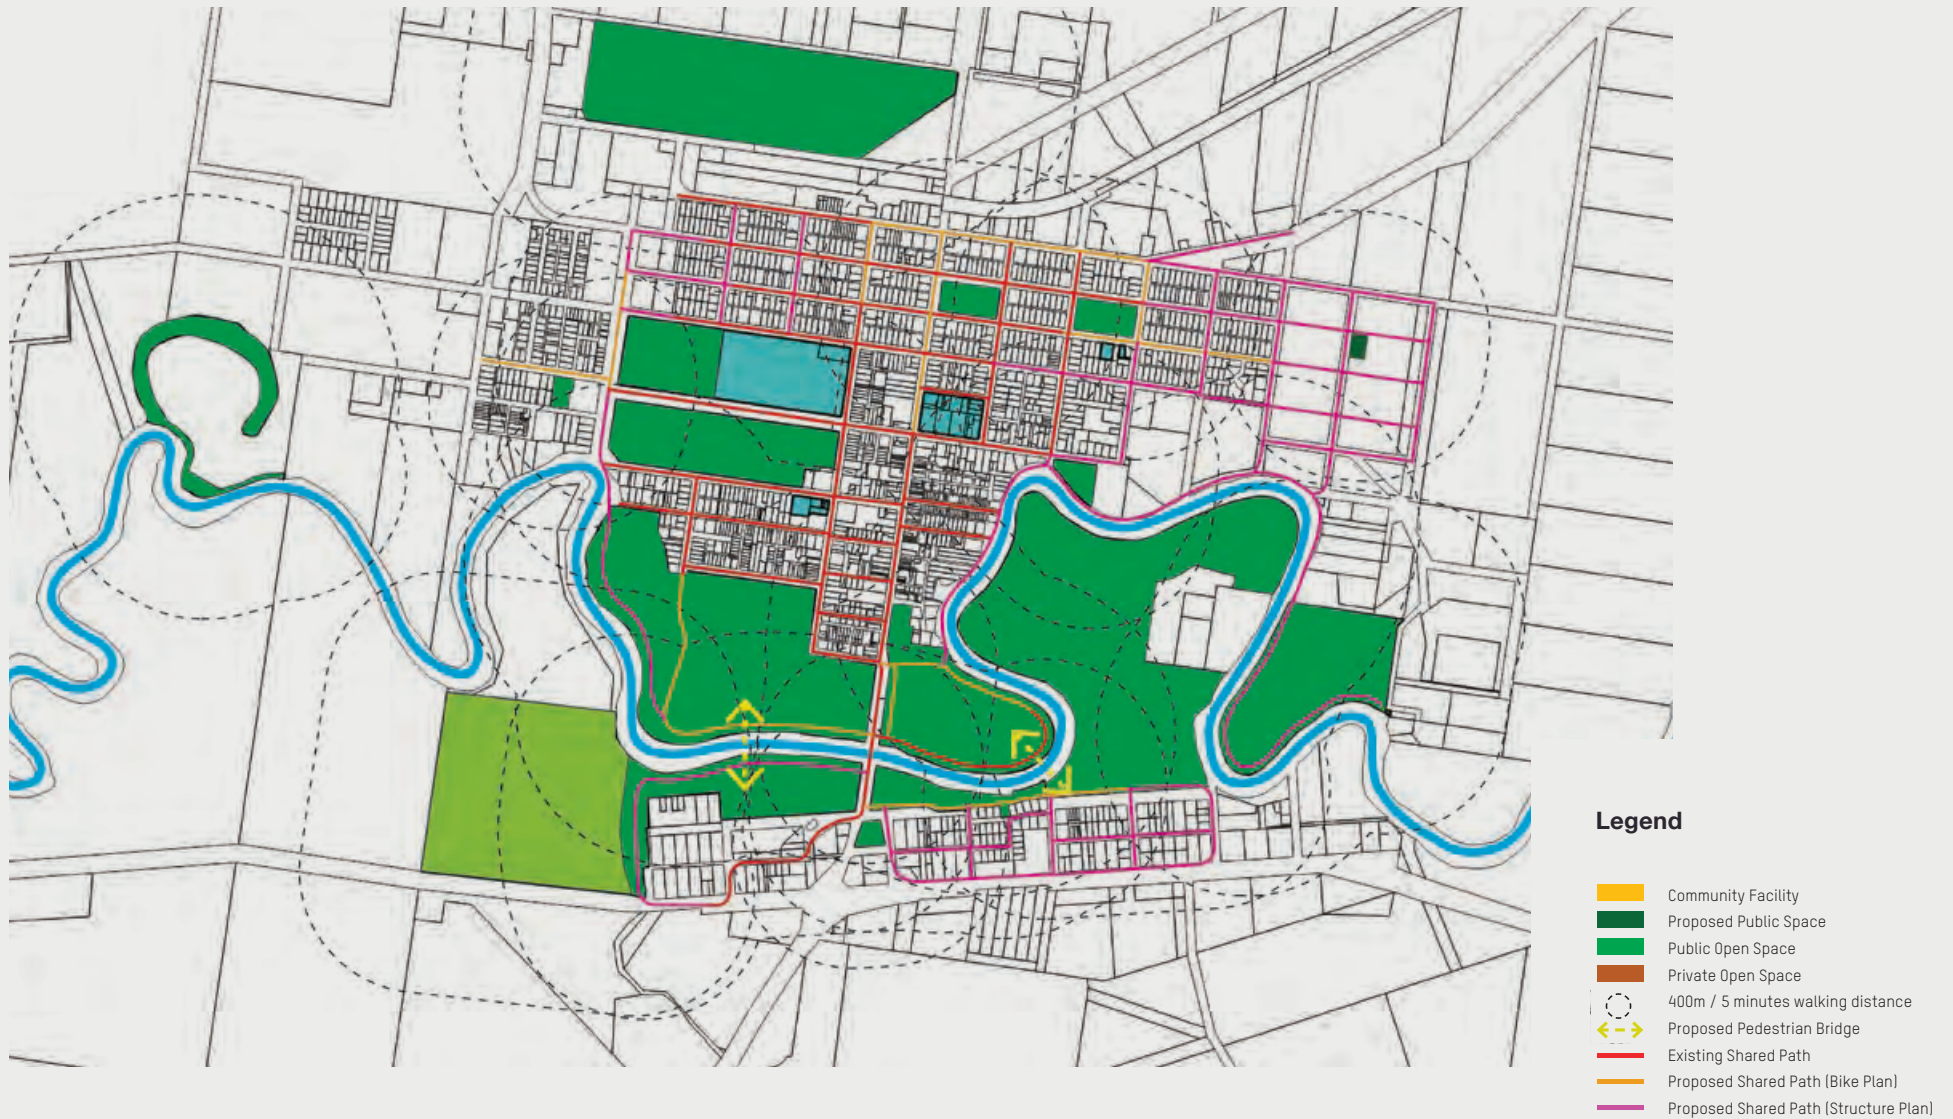 Legend
Community Facility
Proposed Public Space
Public Open Space
Private Open Space
400m / 5 minutes walking distance
Proposed Pedestrian Bridge
Existing Shared Path
Proposed Shared Path (Bike Plan)
Proposed Shared Path (Structure Plan)